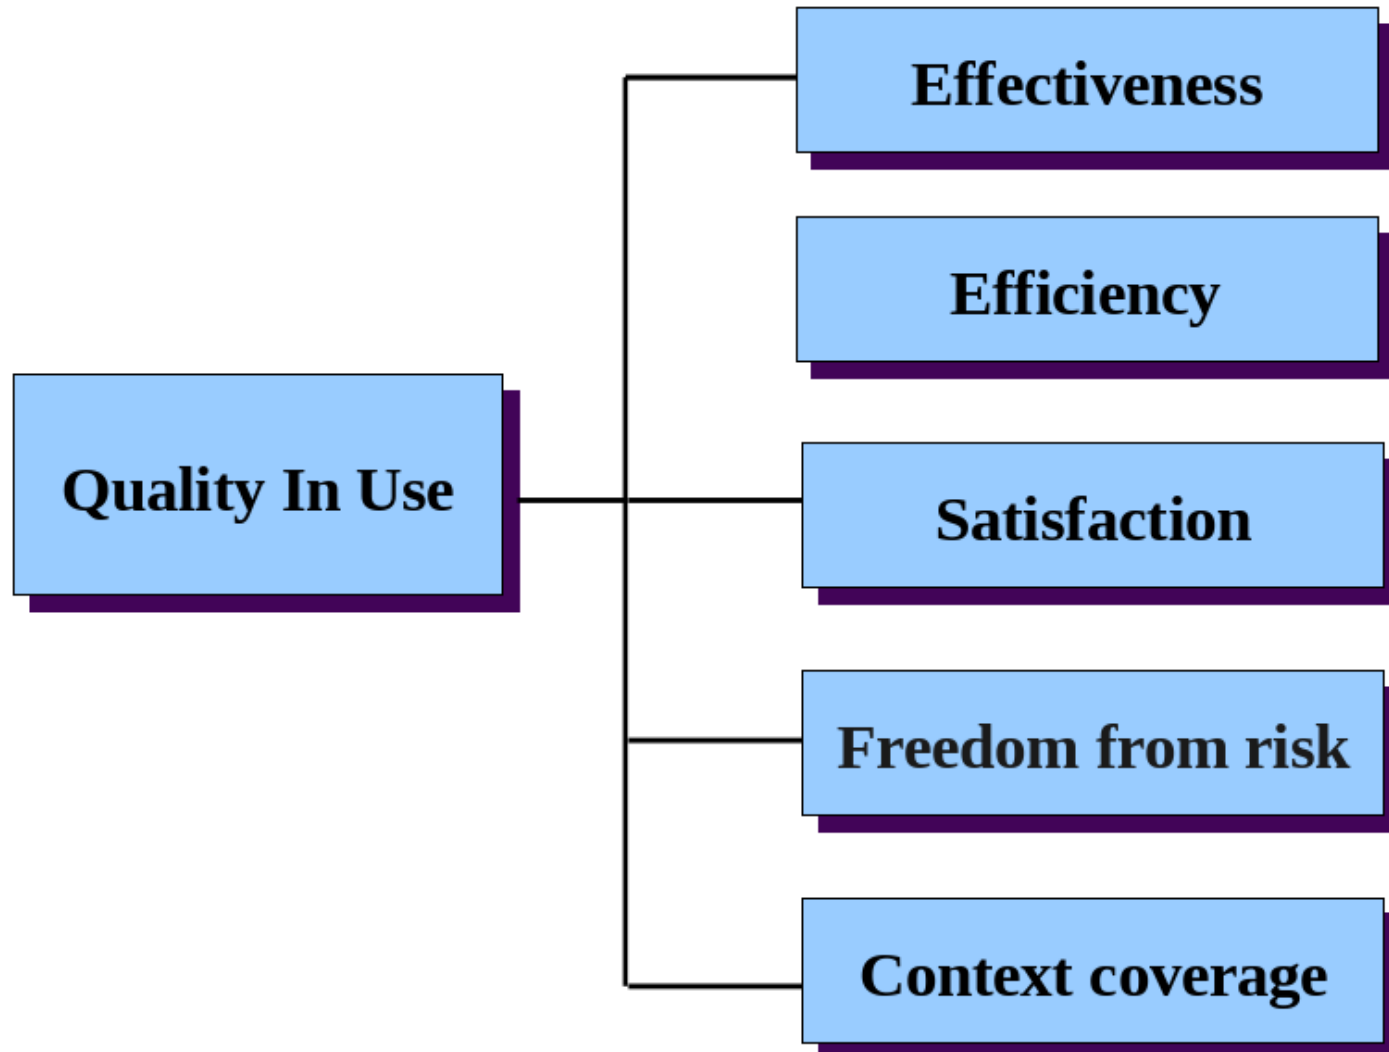 Effectiveness
Efficiency
Quality In Use
Satisfaction
Freedom from risk
Context coverage